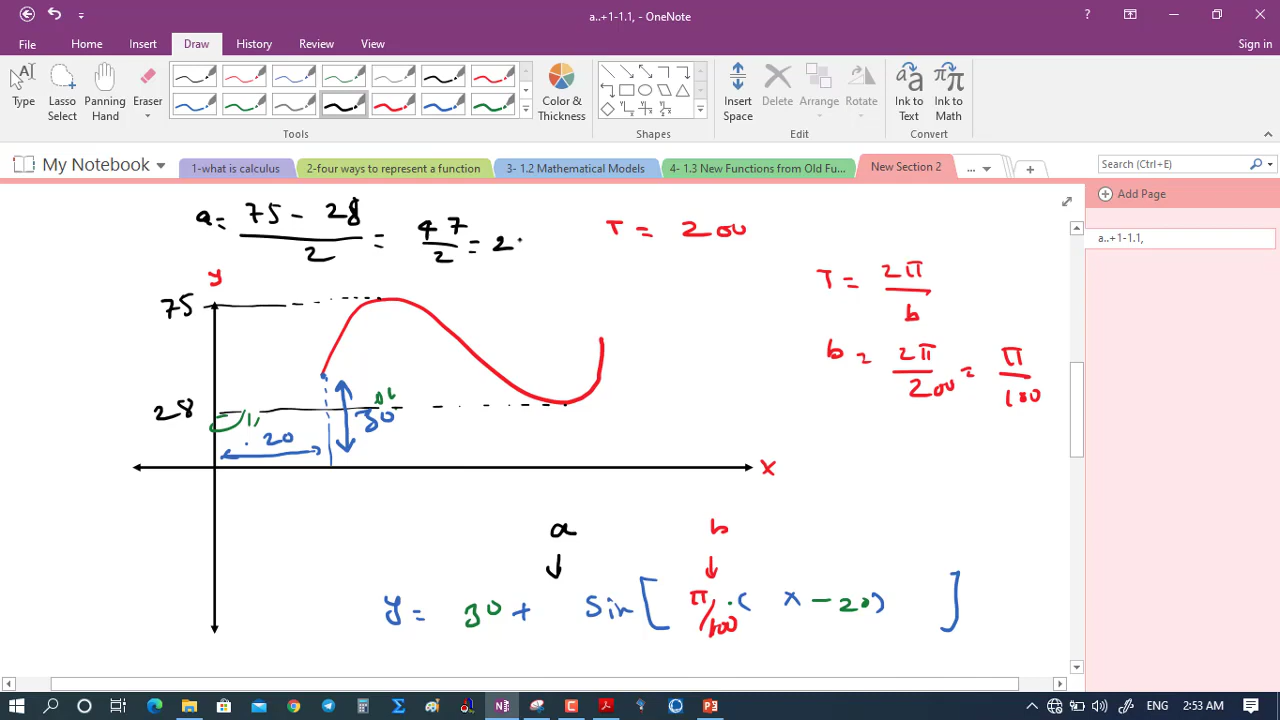 a..+1-1.1, - OneNote
?
File Home Insert Draw History Review View Sign in
Type Lasso Select Panning Hand Eraser Color & Thickness Insert Space Delete Arrange Rotate Ink to Text Ink to Math
Tools Shapes Edit Convert
My Notebook 1-what is calculus 2-four ways to represent a function 3- 1.2 Mathematical Models 4- 1.3 New Functions from Old Fu... New Section 2 ... Search (Ctrl+E)
Add Page
a..+1-1.1,
a = 75 - 28 / 2 = 47 / 2 = 2.
T = 200
T = 2π / b
b = 2π / 200 = π / 100
y
75
28
30
20
x
a
b
y = 30 + Sin [ π/100 . ( x - 20) ]
2:53 AM